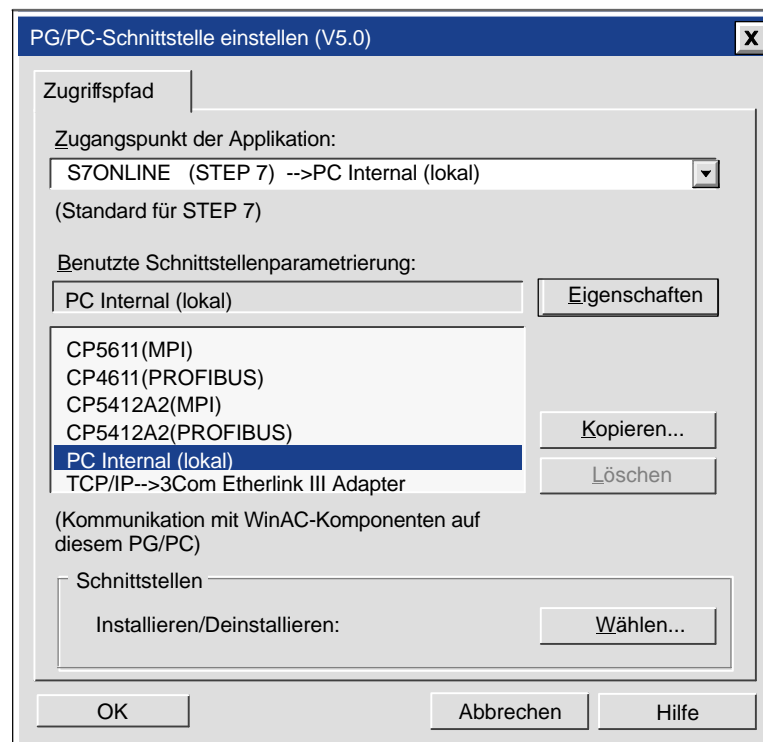 PG/PC-Schnittstelle einstellen (V5.0)
X
Zugriffspfad
Zugangspunkt der Applikation:
S7ONLINE (STEP 7) -->PC Internal (lokal)
(Standard für STEP 7)
Benutzte Schnittstellenparametrierung:
PC Internal (lokal)
Eigenschaften
CP5611(MPI)
CP4611(PROFIBUS)
CP5412A2(MPI)
CP5412A2(PROFIBUS)
PC Internal (lokal)
TCP/IP-->3Com Etherlink III Adapter
Kopieren...
Löschen
(Kommunikation mit WinAC-Komponenten auf
diesem PG/PC)
Schnittstellen
Installieren/Deinstallieren:
Wählen...
OK
Abbrechen
Hilfe